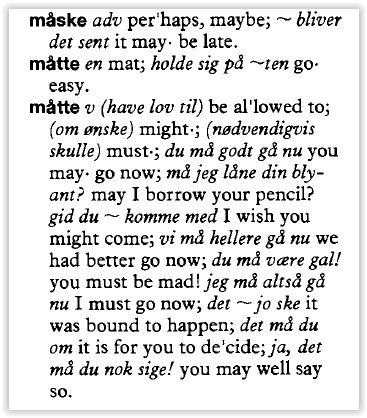 måske adv per'haps, maybe; ~ bliver
det sent it may· be late.
måtte en mat; holde sig på ~ten go·
easy.
måtte v (have lov til) be al'lowed to;
(om ønske) might·; (nødvendigvis
skulle) must·; du må godt gå nu you
may· go now; må jeg låne din bly-
ant? may I borrow your pencil?
gid du ~ komme med I wish you
might come; vi må hellere gå nu we
had better go now; du må være gal!
you must be mad! jeg må altså gå
nu I must go now; det ~ jo ske it
was bound to happen; det må du
om it is for you to de'cide; ja, det
må du nok sige! you may well say
so.